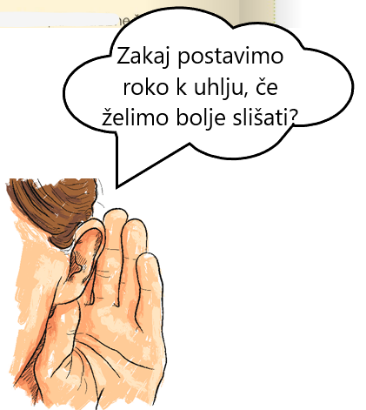 Zakaj postavimo
roko k uhlju, če
želimo bolje slišati?